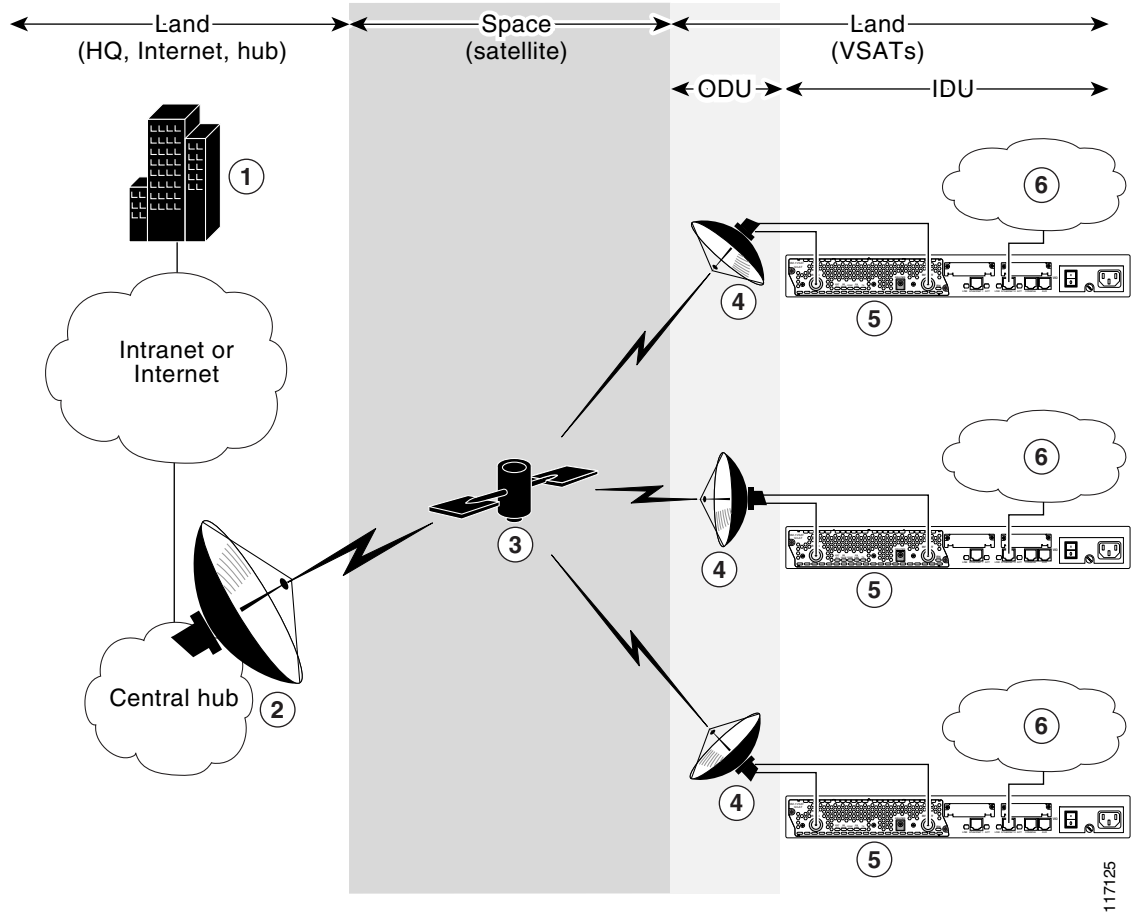 Land
(HQ, Internet, hub)
Space
(satellite)
Land
(VSATs)
ODU
IDU
1
6
Intranet or
Internet
4
5
6
3
4
5
Central hub
2
6
4
5
117125